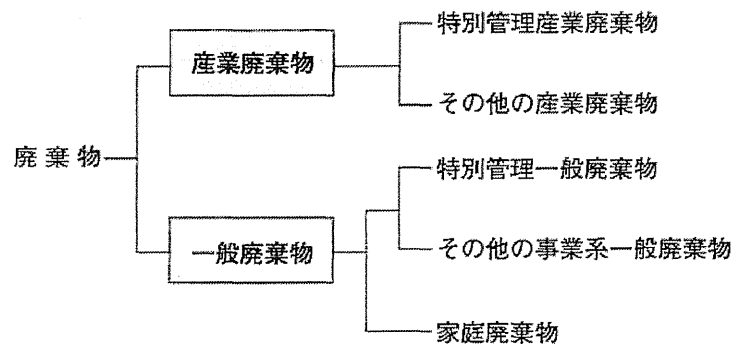 特別管理産業廃棄物
産業廃棄物
その他の産業廃棄物
廃棄物
特別管理一般廃棄物
一般廃棄物
その他の事業系一般廃棄物
家庭廃棄物